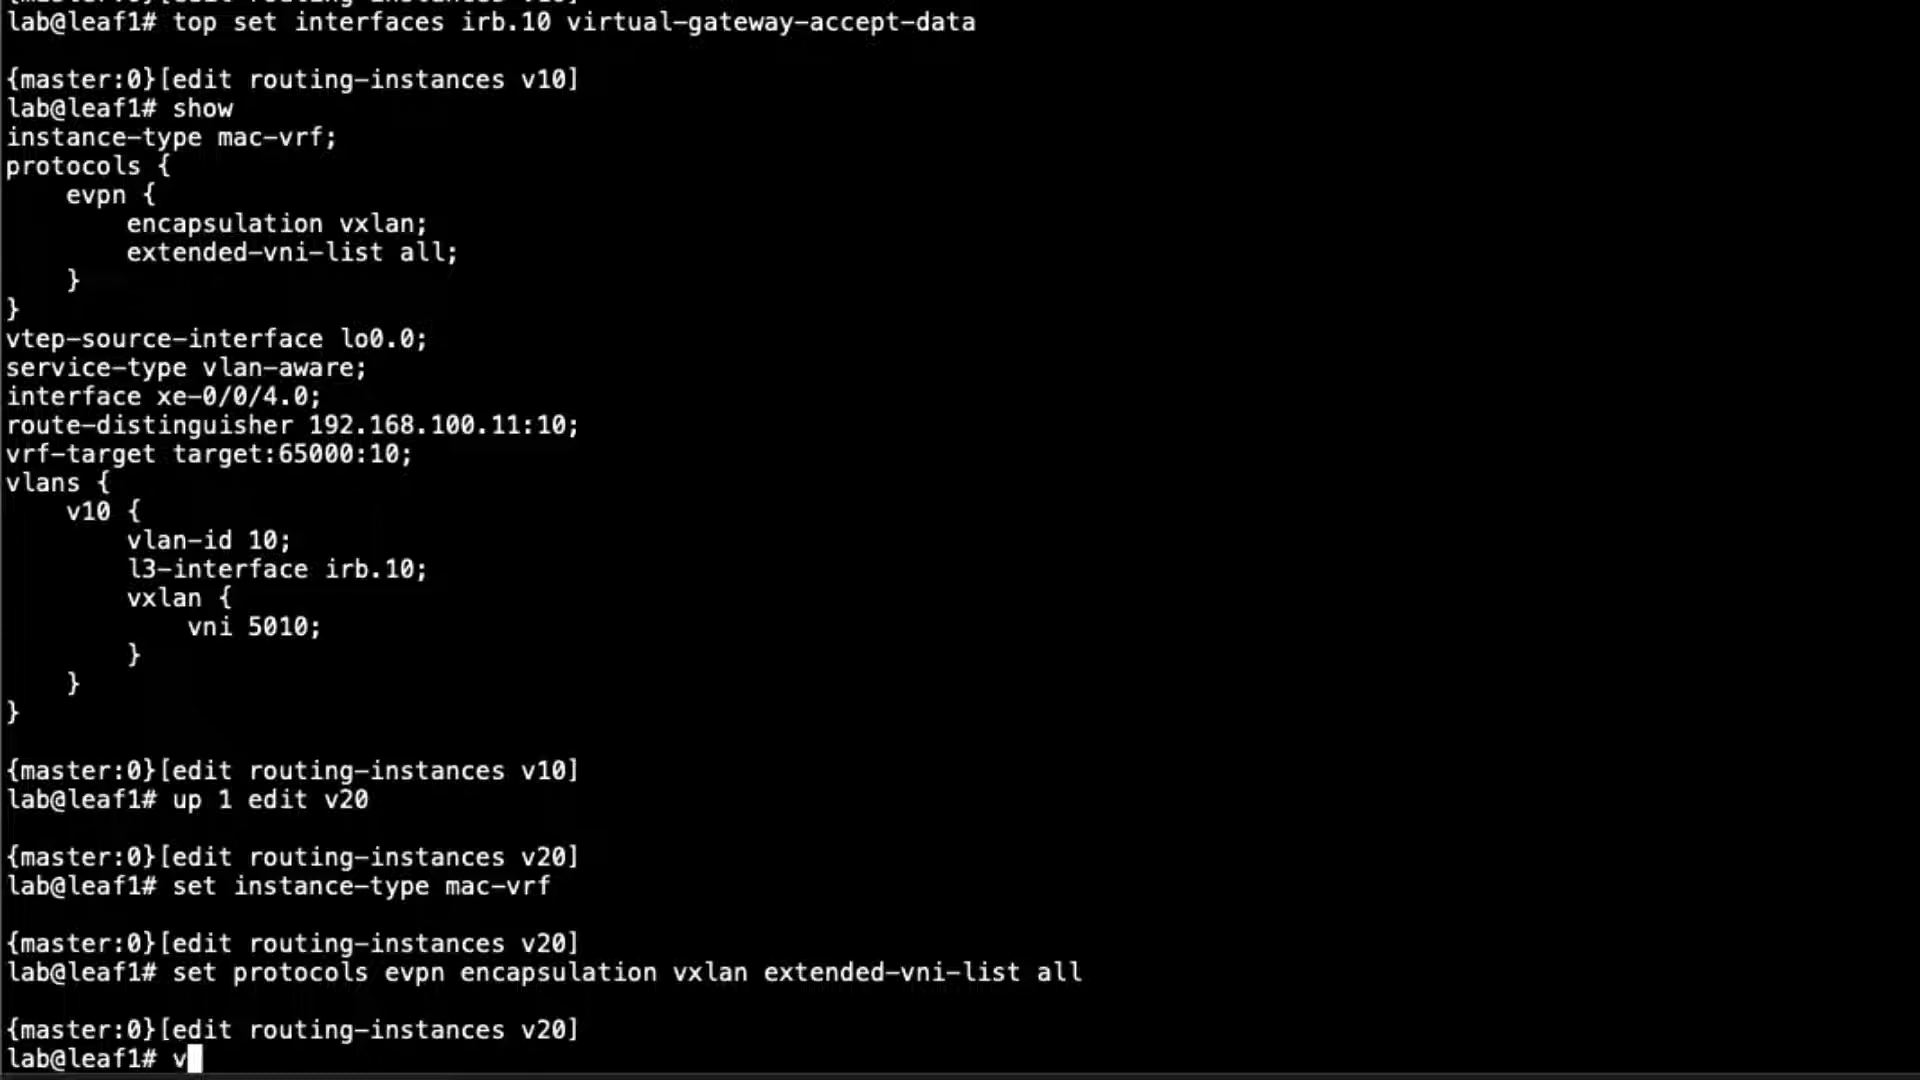 lab@leaf1# top set interfaces irb.10 virtual-gateway-accept-data
{master:0}[edit routing-instances v10]
lab@leaf1# show
instance-type mac-vrf;
protocols {
    evpn {
        encapsulation vxlan;
        extended-vni-list all;
    }
}
vtep-source-interface lo0.0;
service-type vlan-aware;
interface xe-0/0/4.0;
route-distinguisher 192.168.100.11:10;
vrf-target target:65000:10;
vlans {
    v10 {
        vlan-id 10;
        l3-interface irb.10;
        vxlan {
            vni 5010;
        }
    }
}
{master:0}[edit routing-instances v10]
lab@leaf1# up 1 edit v20
{master:0}[edit routing-instances v20]
lab@leaf1# set instance-type mac-vrf
{master:0}[edit routing-instances v20]
lab@leaf1# set protocols evpn encapsulation vxlan extended-vni-list all
{master:0}[edit routing-instances v20]
lab@leaf1# v